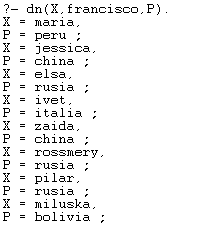 ?- dn(X,francisco,P).
X = maria,
P = peru ;
X = jessica,
P = china ;
X = elsa,
P = rusia ;
X = ivet,
P = italia ;
X = zaida,
P = china ;
X = rossmery,
P = rusia ;
X = pilar,
P = rusia ;
X = miluska,
P = bolivia ;